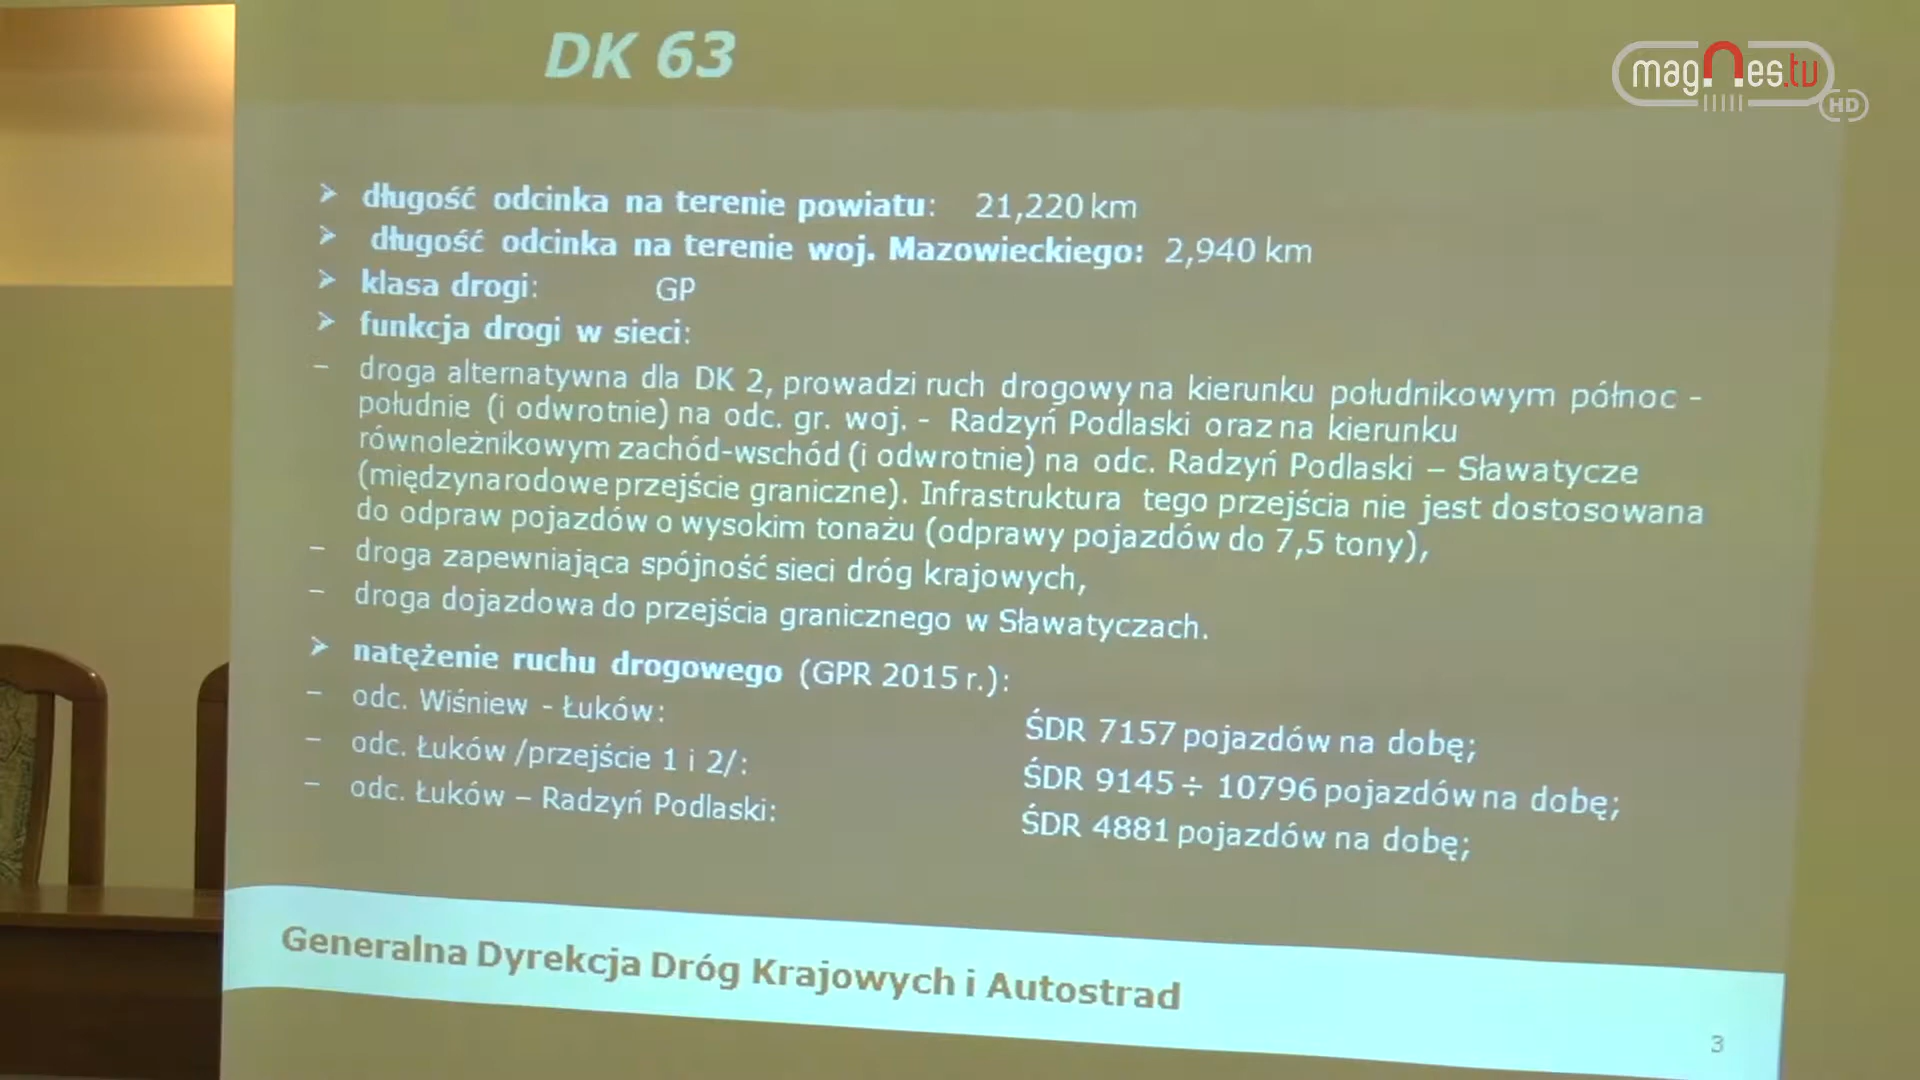 DK 63
magnes.tv
HD
➤ długość odcinka na terenie powiatu: 21,220 km
➤ długość odcinka na terenie woj. Mazowieckiego: 2,940 km
➤ klasa drogi: GP
➤ funkcja drogi w sieci:
– droga alternatywna dla DK 2, prowadzi ruch drogowy na kierunku południkowym północ -
południe (i odwrotnie) na odc. gr. woj. - Radzyń Podlaski oraz na kierunku
równoleżnikowym zachód-wschód (i odwrotnie) na odc. Radzyń Podlaski – Sławatycze
(międzynarodowe przejście graniczne). Infrastruktura tego przejścia nie jest dostosowana
do odpraw pojazdów o wysokim tonażu (odprawy pojazdów do 7,5 tony),
– droga zapewniająca spójność sieci dróg krajowych,
– droga dojazdowa do przejścia granicznego w Sławatyczach.
➤ natężenie ruchu drogowego (GPR 2015 r.):
– odc. Wiśniew - Łuków: ŚDR 7157 pojazdów na dobę;
– odc. Łuków /przejście 1 i 2/: ŚDR 9145 ÷ 10796 pojazdów na dobę;
– odc. Łuków – Radzyń Podlaski: ŚDR 4881 pojazdów na dobę;
Generalna Dyrekcja Dróg Krajowych i Autostrad
3